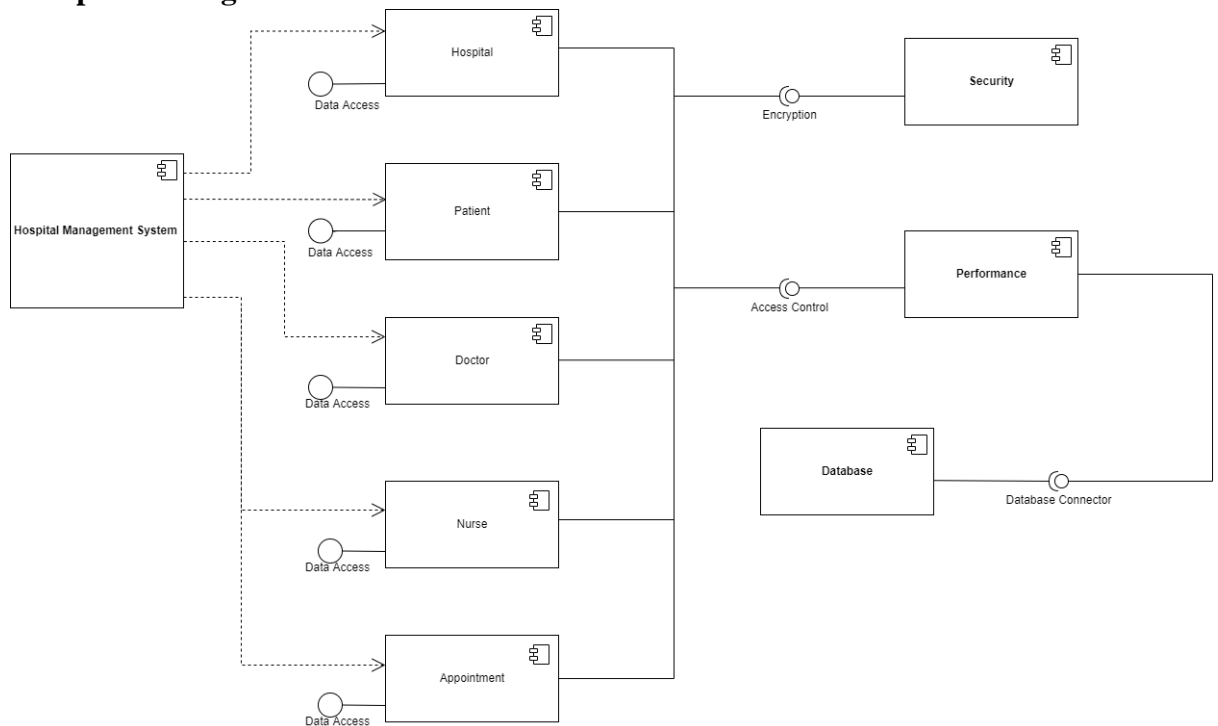 Hospital
Data Access
Security
Encryption
Hospital Management System
Patient
Data Access
Performance
Access Control
Doctor
Data Access
Database
Database Connector
Nurse
Data Access
Appointment
Data Access